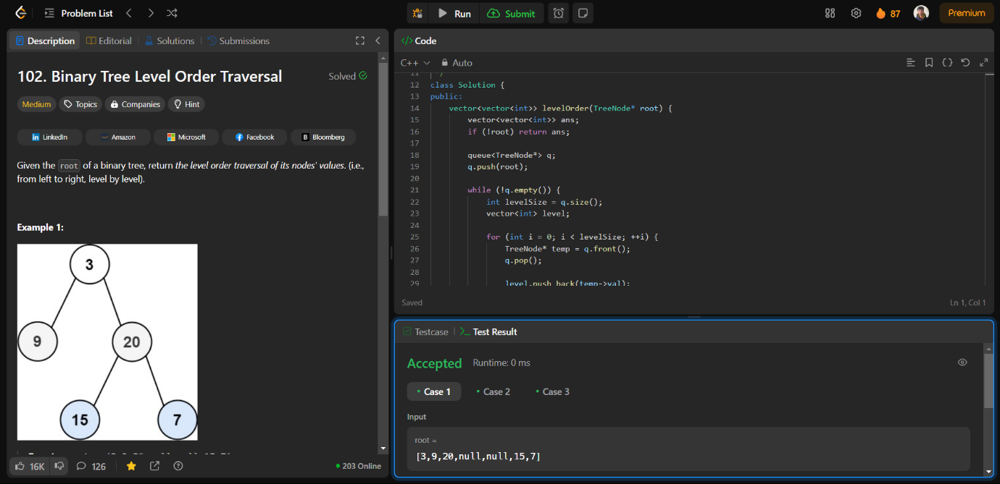 Problem List
Run
Submit
87
Premium
Description
Editorial
Solutions
Submissions
102. Binary Tree Level Order Traversal
Solved
Medium
Topics
Companies
Hint
LinkedIn
Amazon
Microsoft
Facebook
B Bloomberg
Given the root of a binary tree, return the level order traversal of its nodes' values. (i.e.,
from left to right, level by level).
Example 1:
3
9
20
15
7
16K
126
203 Online
</> Code
C++
Auto
11
12 class Solution {
13 public:
14 vector<vector<int>> levelOrder(TreeNode* root) {
15 vector<vector<int>> ans;
16 if (!root) return ans;
17
18 queue<TreeNode*> q;
19 q.push(root);
20
21 while (!q.empty()) {
22 int levelSize = q.size();
23 vector<int> level;
24
25 for (int i = 0; i < levelSize; ++i) {
26 TreeNode* temp = q.front();
27 q.pop();
28
29 level.push_back(temp->val);
Saved
Ln 1, Col 1
Testcase
Test Result
Accepted
Runtime: 0 ms
Case 1
Case 2
Case 3
Input
root =
[3,9,20,null,null,15,7]